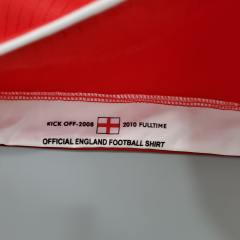 KICK OFF-2008 2010 FULLTIME
OFFICIAL ENGLAND FOOTBALL SHIRT